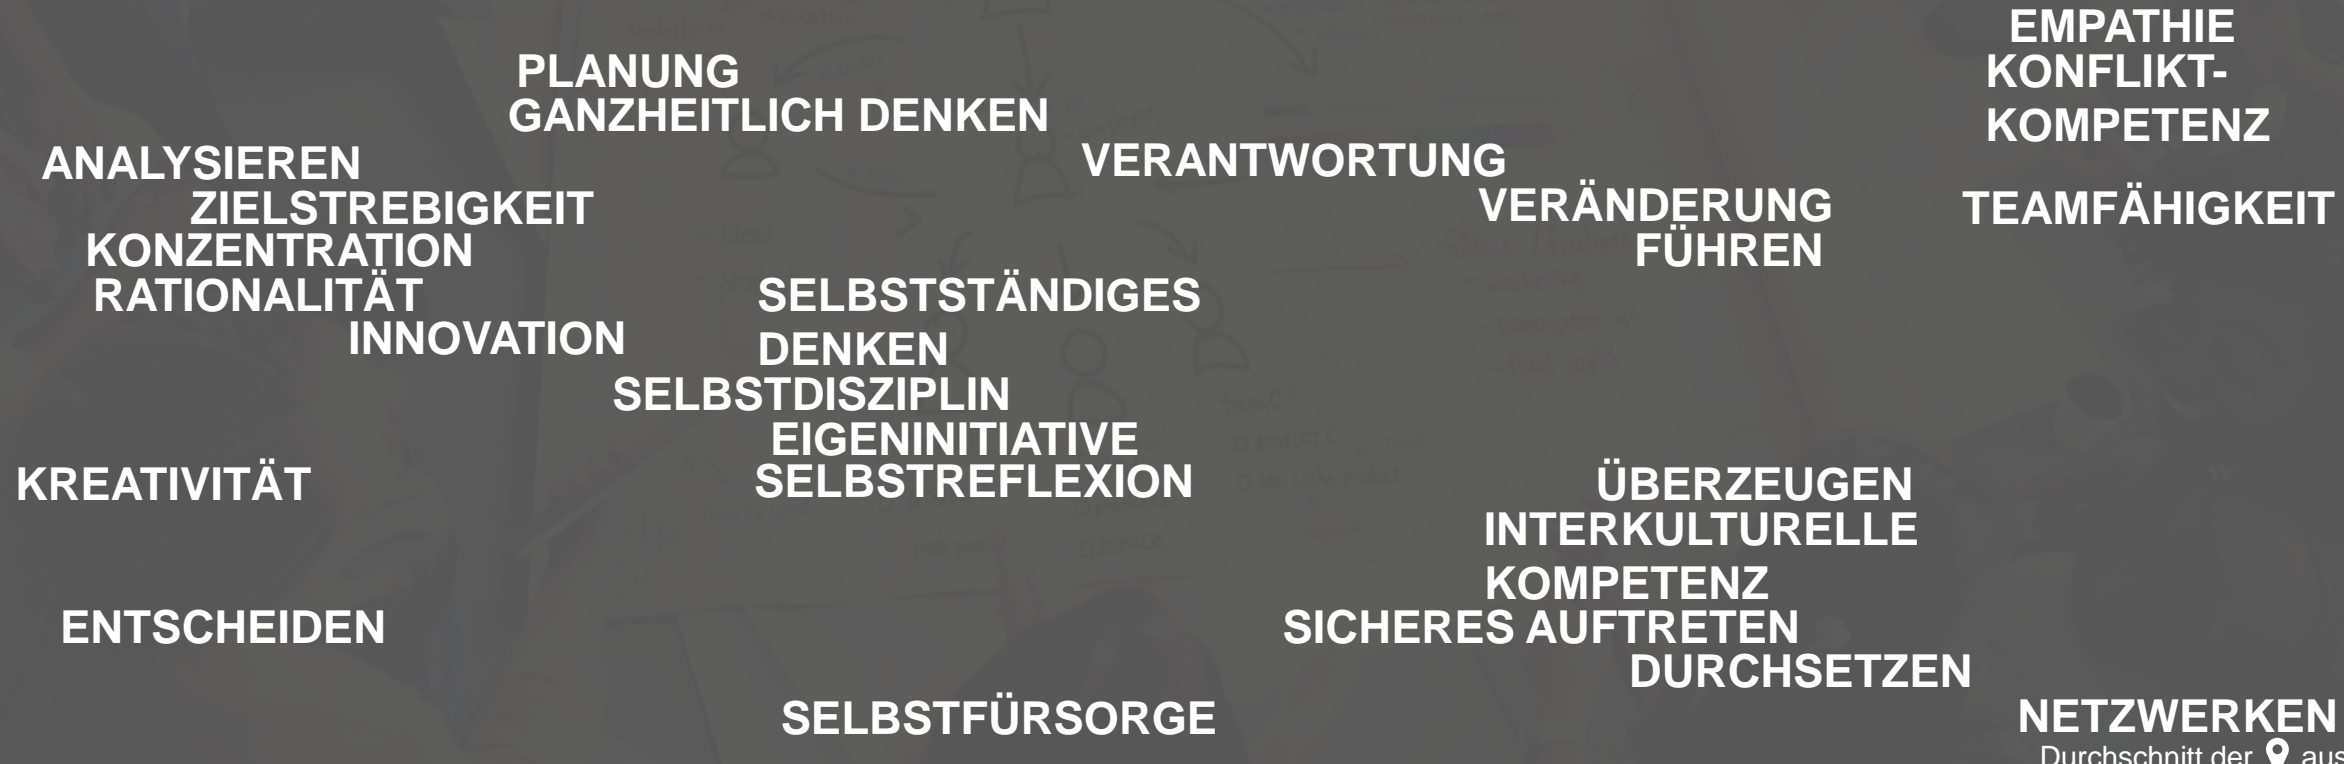 EMPATHIE
PLANUNG
KONFLIKT-
GANZHEITLICH DENKEN
KOMPETENZ
ANALYSIEREN
VERANTWORTUNG
ZIELSTREBIGKEIT
VERÄNDERUNG
TEAMFÄHIGKEIT
KONZENTRATION
FÜHREN
RATIONALITÄT
SELBSTSTÄNDIGES
INNOVATION
DENKEN
SELBSTDISZIPLIN
EIGENINITIATIVE
KREATIVITÄT
SELBSTREFLEXION
ÜBERZEUGEN
INTERKULTURELLE
KOMPETENZ
ENTSCHEIDEN
SICHERES AUFTRETEN
DURCHSETZEN
SELBSTFÜRSORGE
NETZWERKEN
Durchschnitt der aus